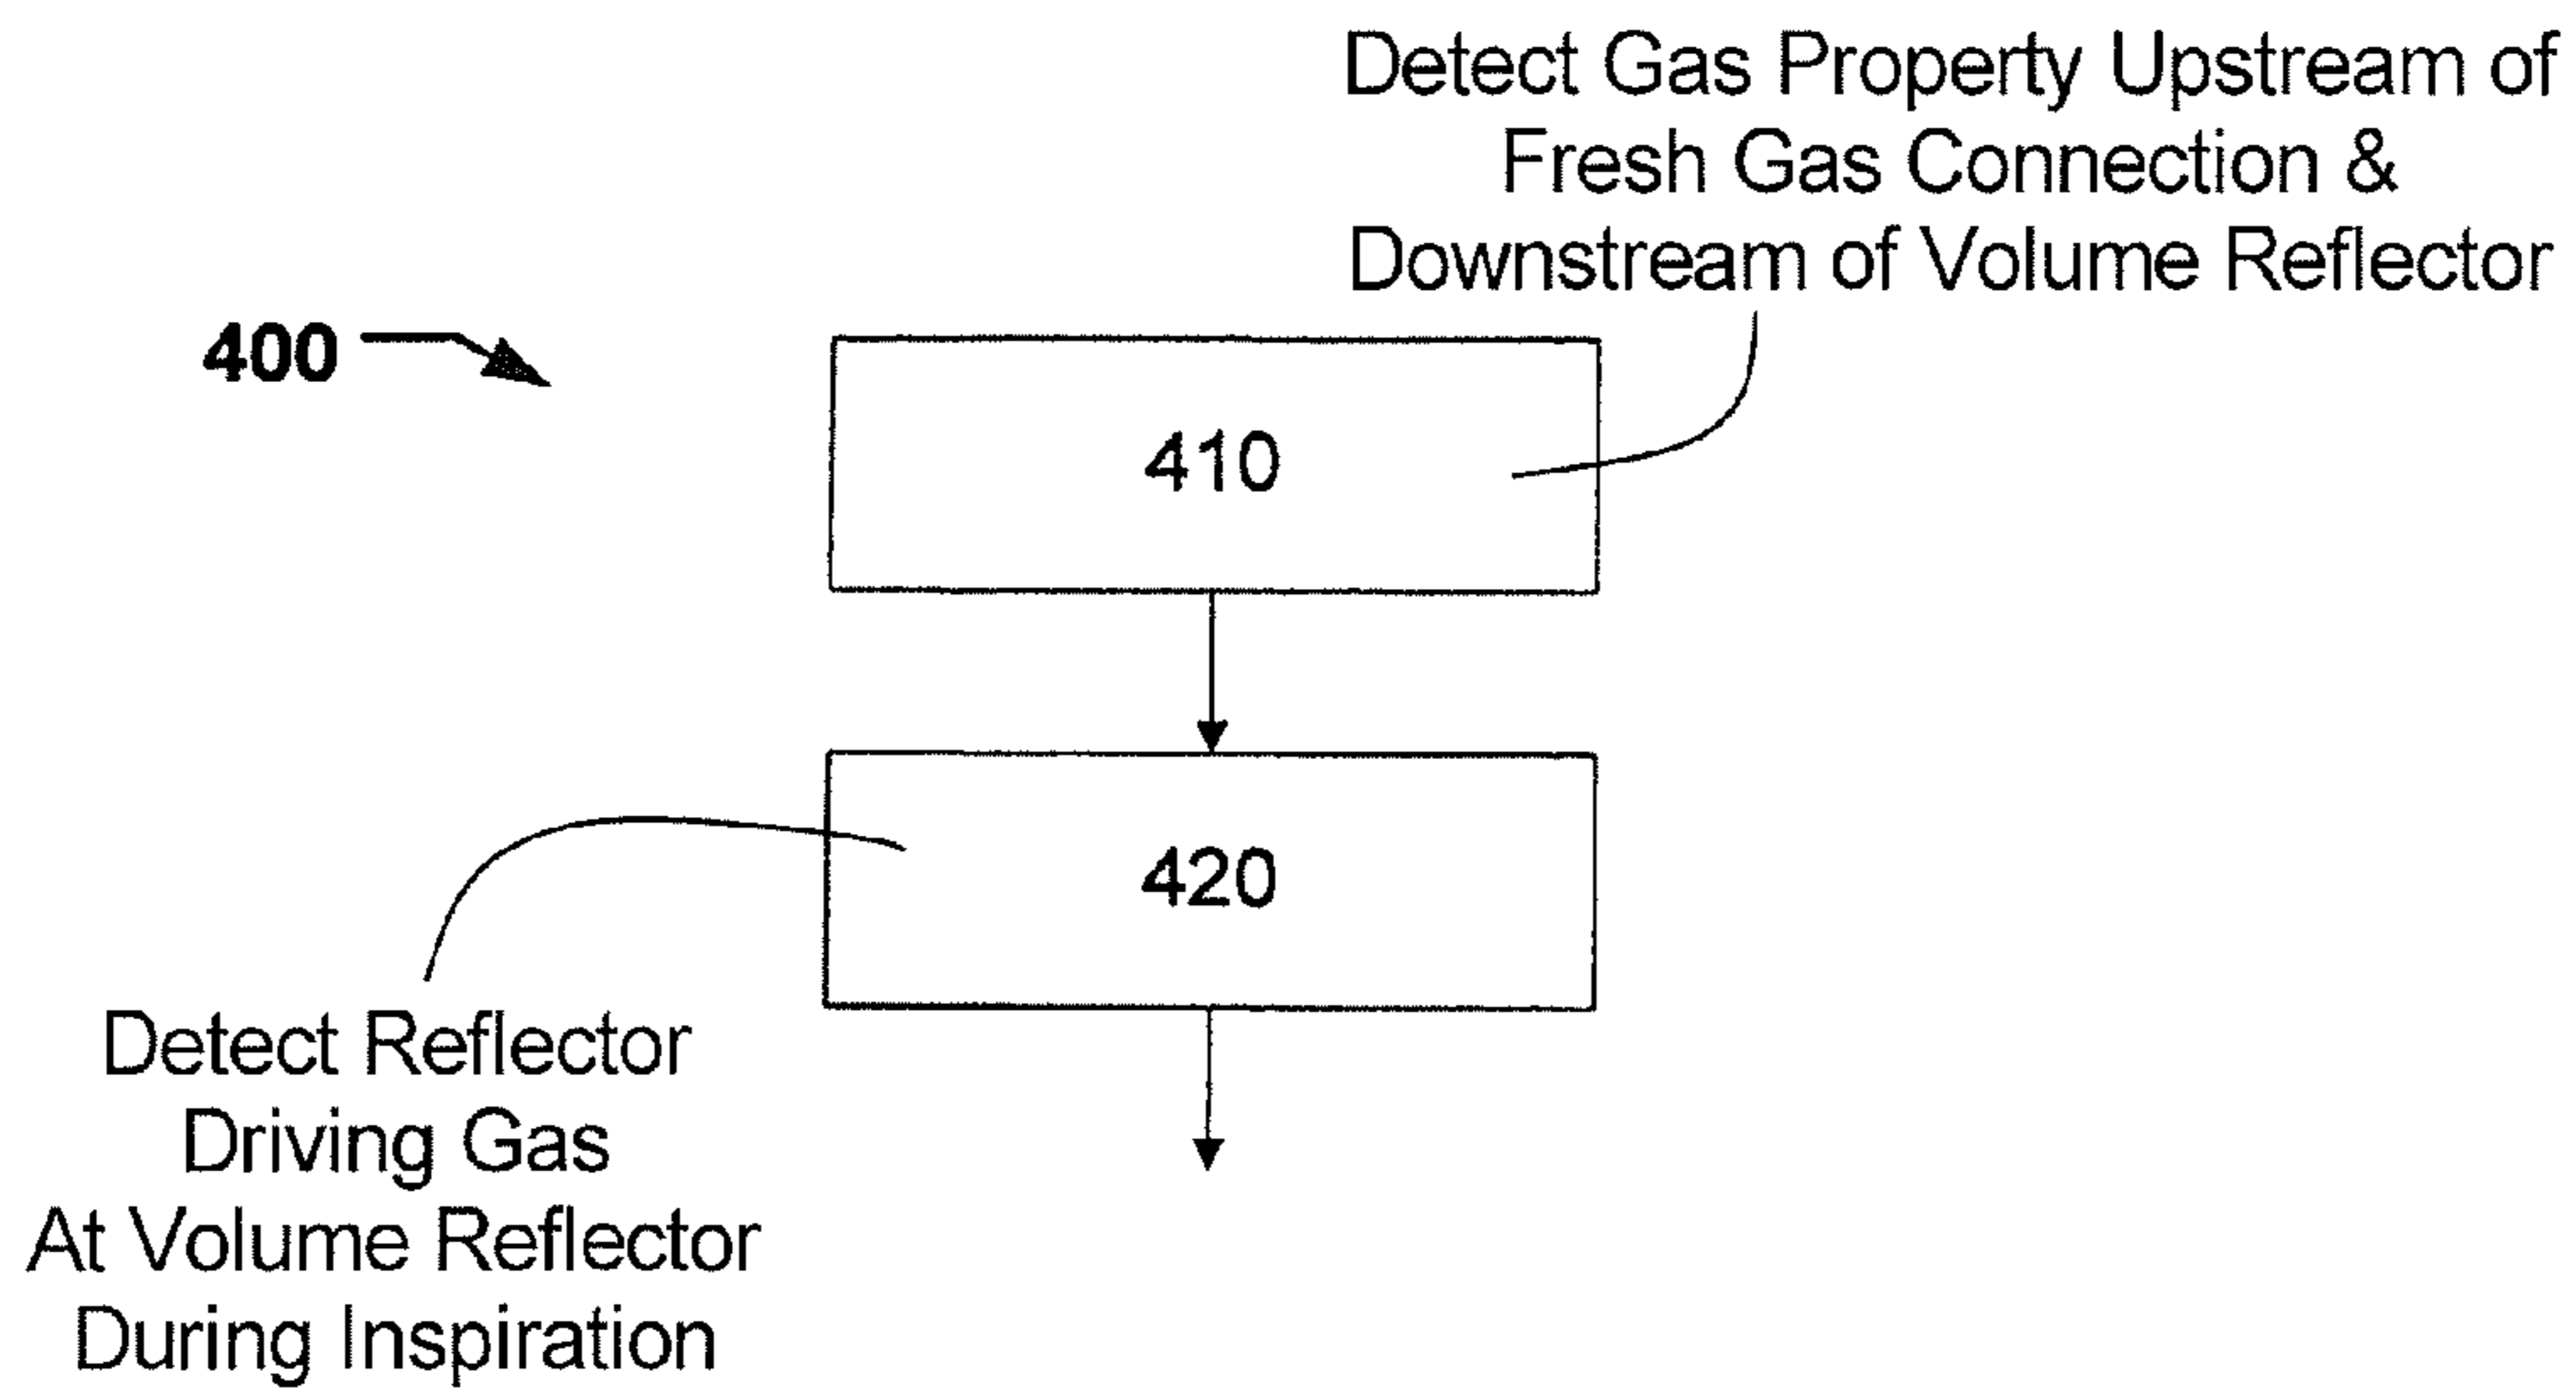 Detect Gas Property Upstream of
Fresh Gas Connection &
Downstream of Volume Reflector
400
410
420
Detect Reflector
Driving Gas
At Volume Reflector
During Inspiration